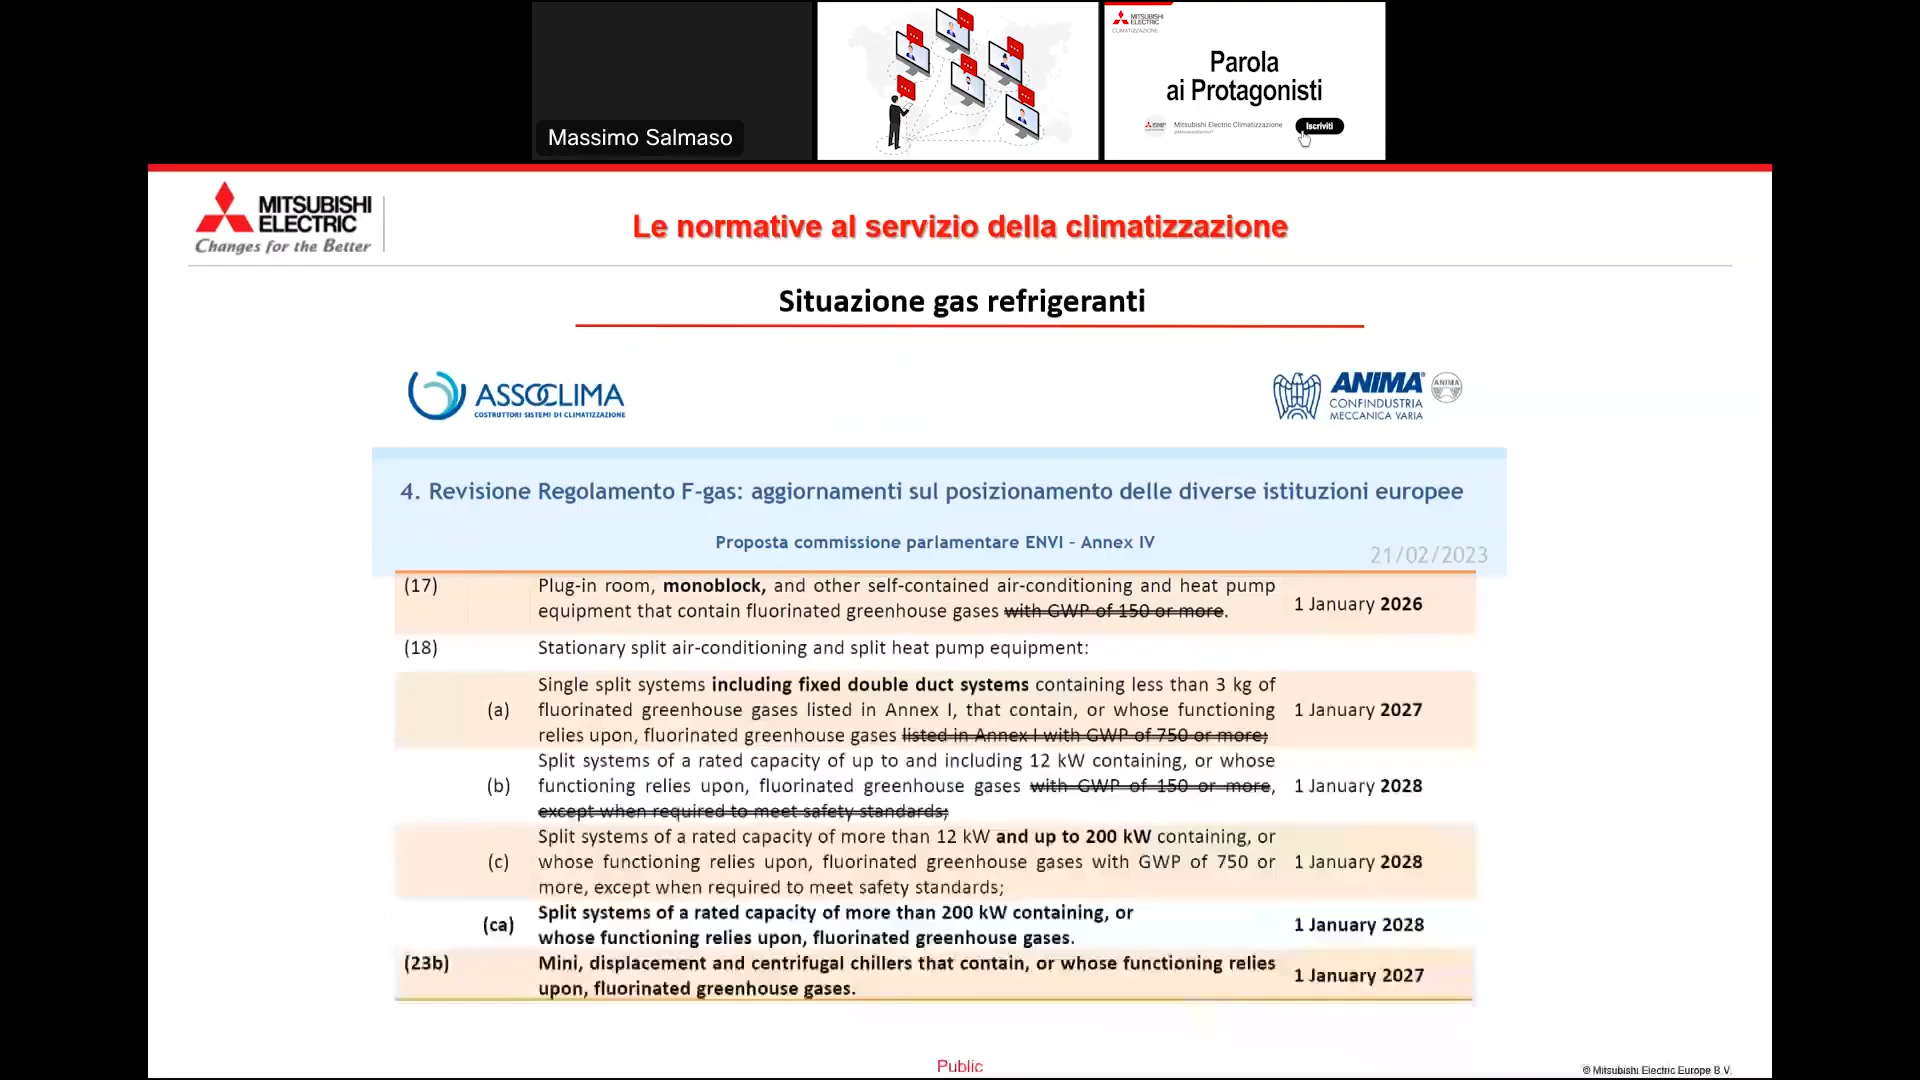 Massimo Salmaso
MITSUBISHI
ELECTRIC
CLIMATIZZAZIONE
Parola
ai Protagonisti
Mitsubishi Electric Climatizzazione
Iscriviti
MITSUBISHI
ELECTRIC
Changes for the Better
Le normative al servizio della climatizzazione
Situazione gas refrigeranti
ASSOCLIMA
COSTRUTTORI SISTEMI DI CLIMATIZZAZIONE
ANIMA
CONFINDUSTRIA
MECCANICA VARIA
ANIMA
4. Revisione Regolamento F-gas: aggiornamenti sul posizionamento delle diverse istituzioni europee
Proposta commissione parlamentare ENVI - Annex IV
21/02/2023
(17) Plug-in room, monoblock, and other self-contained air-conditioning and heat pump
equipment that contain fluorinated greenhouse gases with GWP of 150 or more. 1 January 2026
(18) Stationary split air-conditioning and split heat pump equipment:
Single split systems including fixed double duct systems containing less than 3 kg of
(a) fluorinated greenhouse gases listed in Annex I, that contain, or whose functioning 1 January 2027
relies upon, fluorinated greenhouse gases listed in Annex I with GWP of 750 or more;
Split systems of a rated capacity of up to and including 12 kW containing, or whose
(b) functioning relies upon, fluorinated greenhouse gases with GWP of 150 or more, 1 January 2028
except when required to meet safety standards;
Split systems of a rated capacity of more than 12 kW and up to 200 kW containing, or
(c) whose functioning relies upon, fluorinated greenhouse gases with GWP of 750 or 1 January 2028
more, except when required to meet safety standards;
Split systems of a rated capacity of more than 200 kW containing, or
(ca) whose functioning relies upon, fluorinated greenhouse gases. 1 January 2028
(23b) Mini, displacement and centrifugal chillers that contain, or whose functioning relies
upon, fluorinated greenhouse gases. 1 January 2027
Public
© Mitsubishi Electric Europe B.V.